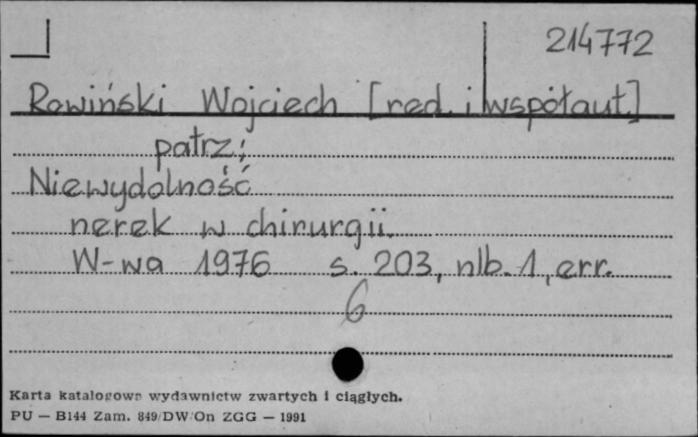 214772
Rowiński Wojciech [red. i współaut.]
patrz:
Niewydolność
nerek w chirurgii.
W-wa 1976 s. 203, nlb. 1, err.
6
Karta katalogowa wydawnictw zwartych i ciągłych.
PU — B144 Zam. 849/DW/On ZGG — 1991